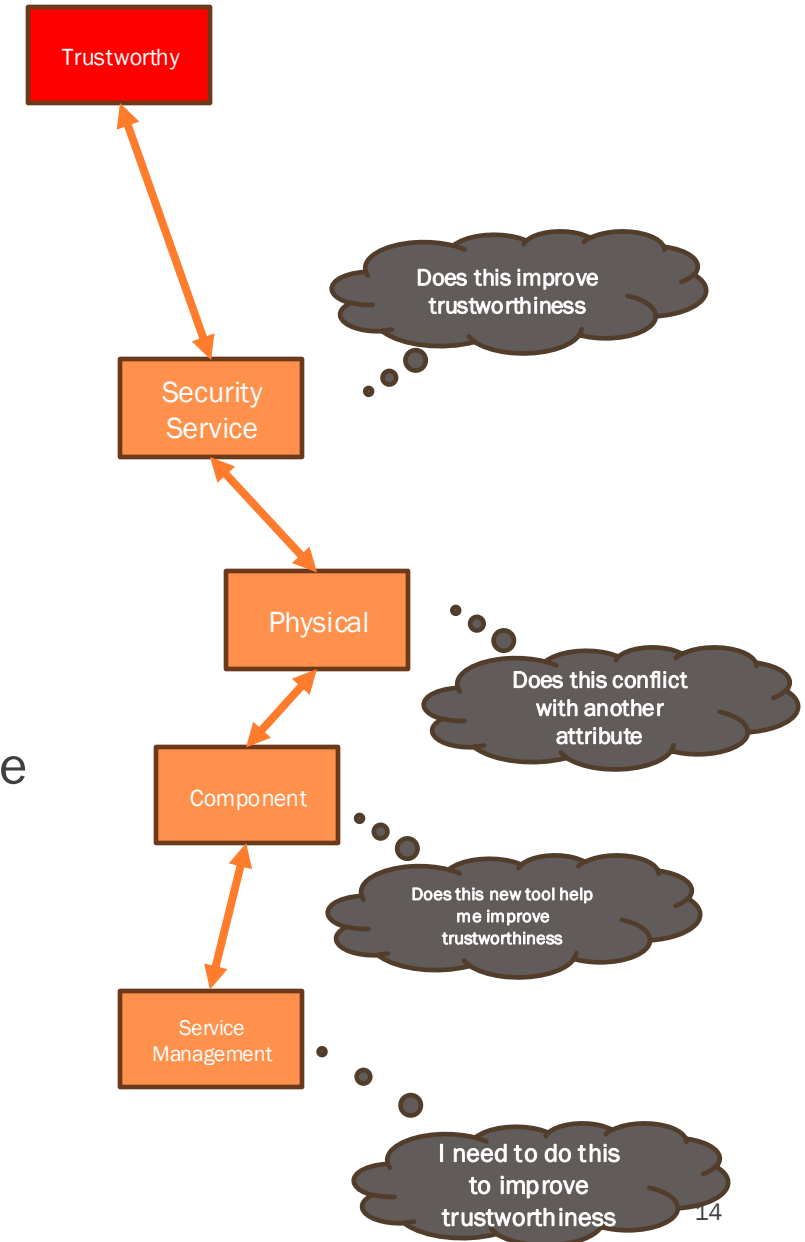 Trustworthy
Does this improve
trustworthiness
Security
Service
Physical
Does this conflict
with another
attribute
e
Component
Does this new tool help
me improve
trustworthiness
Service
Management
I need to do this
to improve
trustworthiness
14